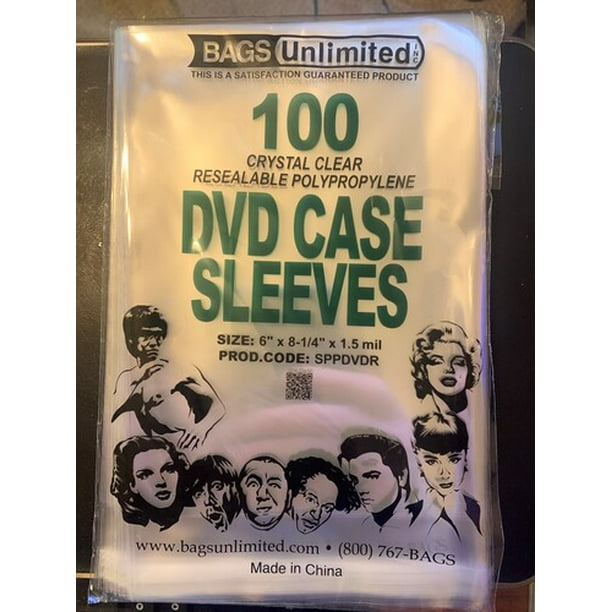 BAGS Unlimited INC
THIS IS A SATISFACTION GUARANTEED PRODUCT
100
CRYSTAL CLEAR
RESEALABLE POLYPROPYLENE
DVD CASE
SLEEVES
SIZE: 6" x 8-1/4" x 1.5 mil
PROD.CODE: SPPDVDR
www.bagsunlimited.com • (800) 767-BAGS
Made in China